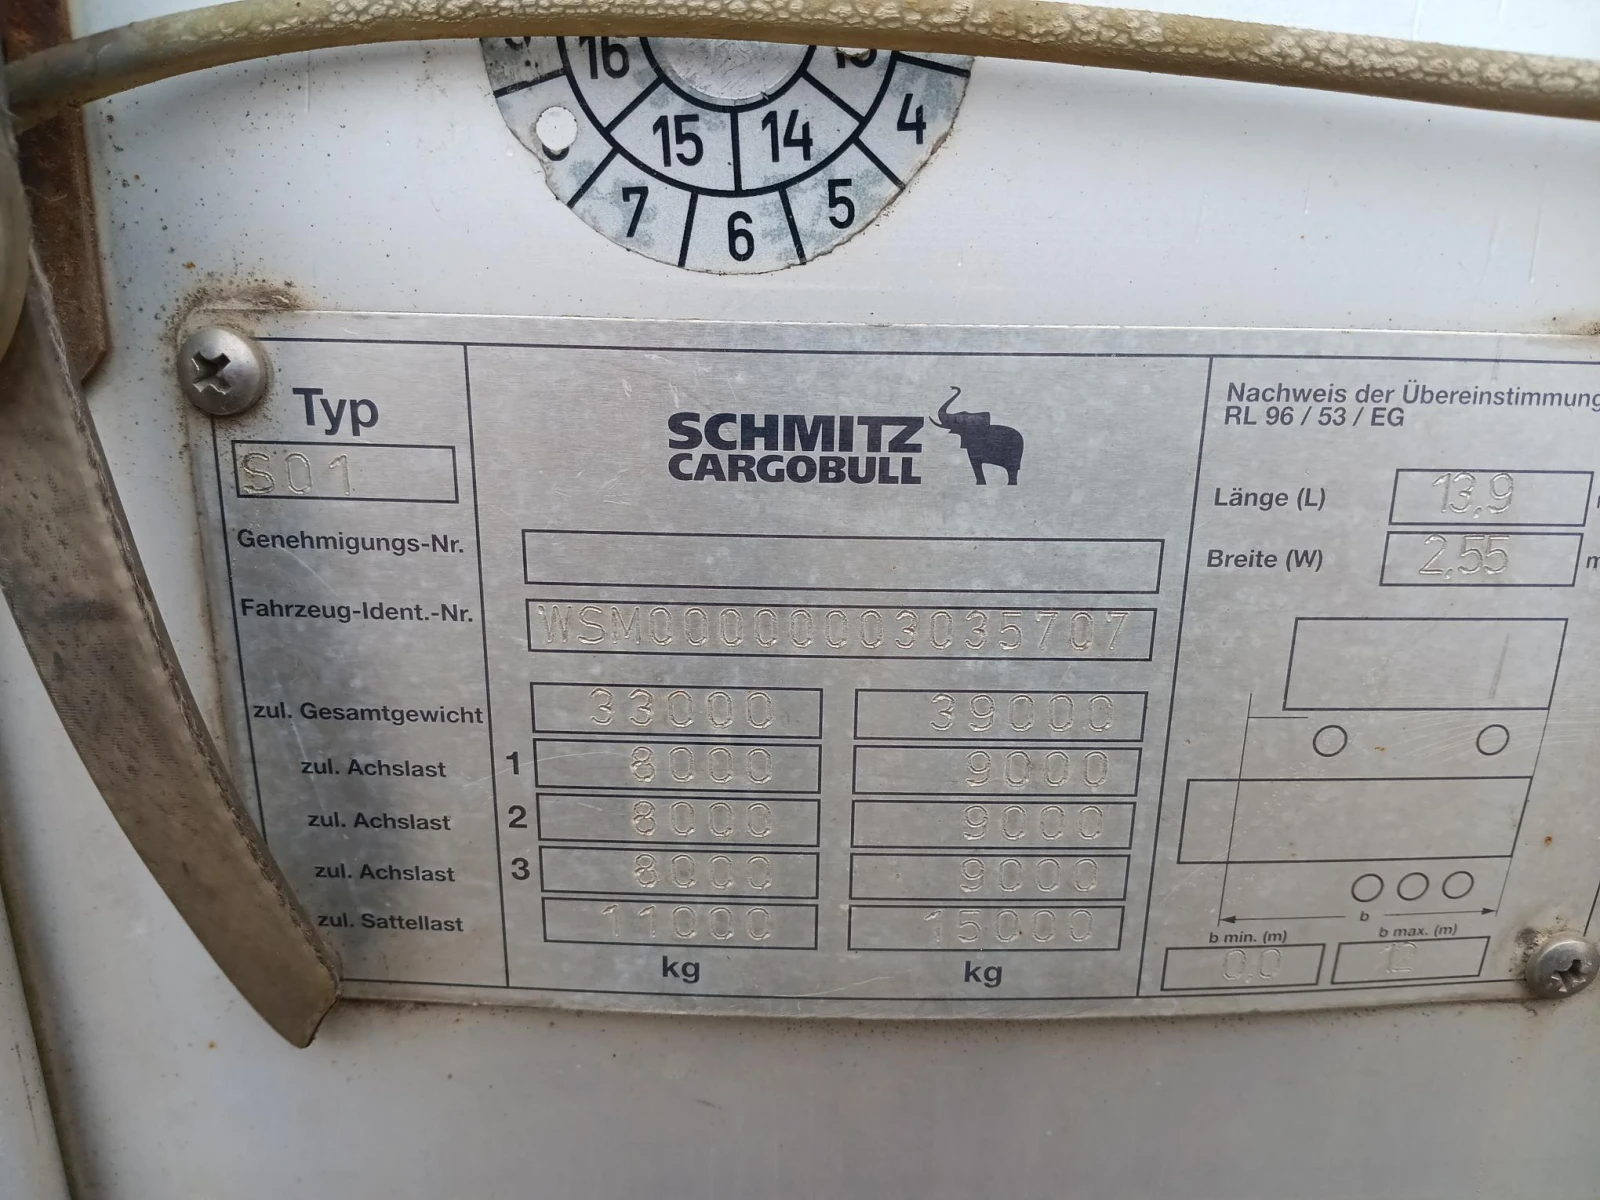 16 15 14 4
7 6 5
Typ
S01
SCHMITZ
CARGOBULL
Genehmigungs-Nr.
Fahrzeug-Ident.-Nr. WSM00000003035707
zul. Gesamtgewicht 33000 39000
zul. Achslast 1 8000 9000
zul. Achslast 2 8000 9000
zul. Achslast 3 8000 9000
zul. Sattellast 11000 15000
kg kg
Nachweis der Übereinstimmung
RL 96 / 53 / EG
Länge (L) 13,9
Breite (W) 2,55 m
b
b min. (m) b max. (m)
0,0 12